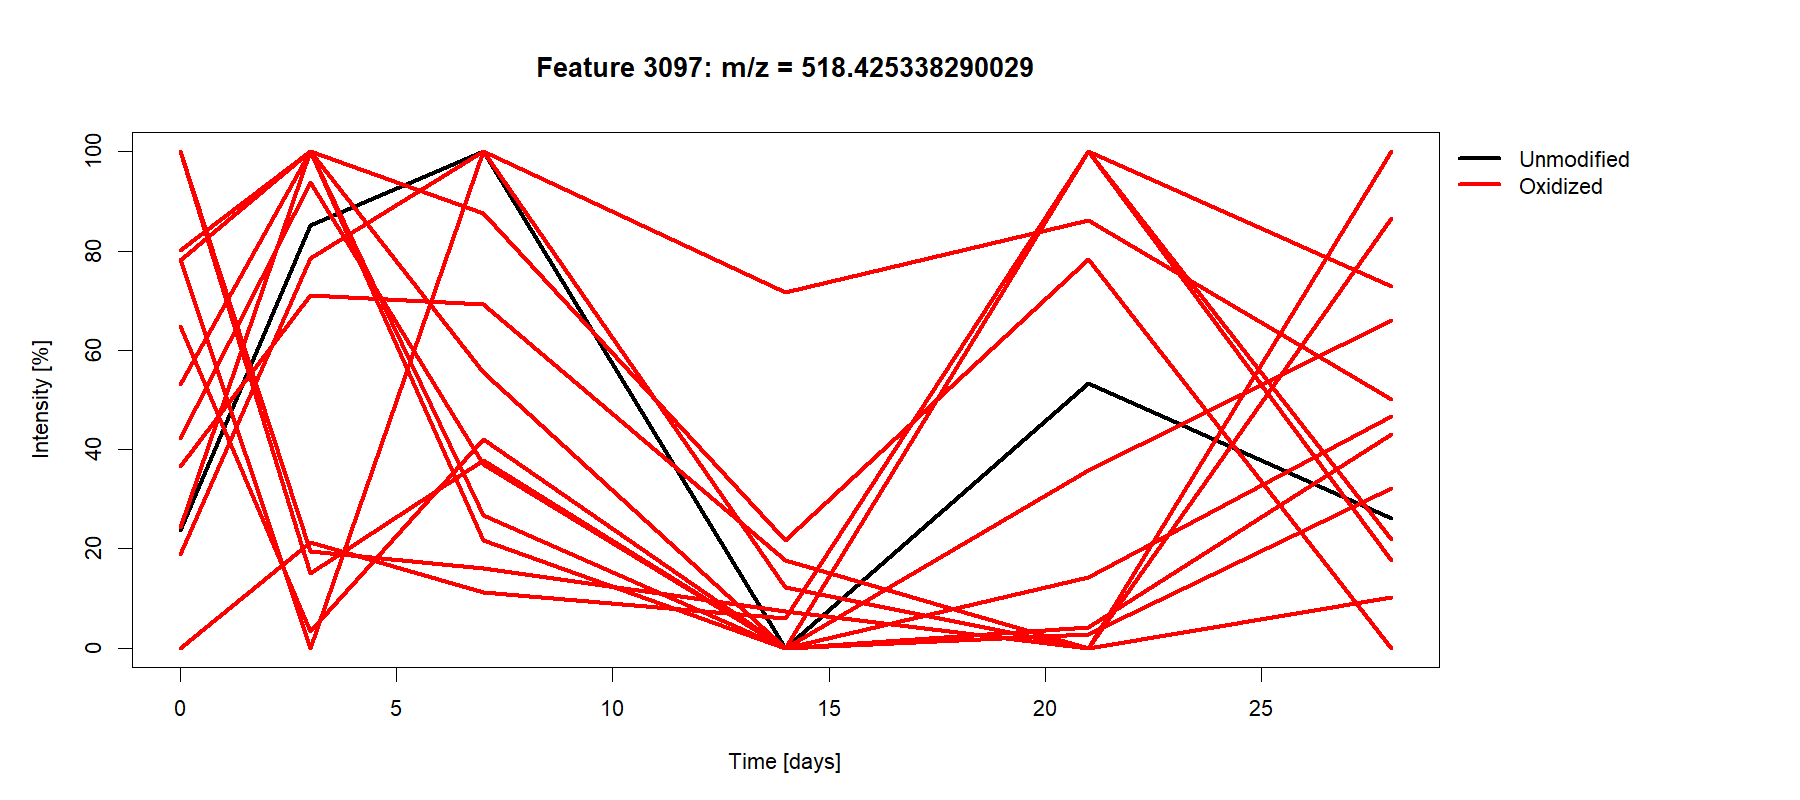 Feature 3097: m/z = 518.425338290029
Unmodified
Oxidized
Intensity [%]
100
80
60
40
20
0
0 5 10 15 20 25
Time [days]